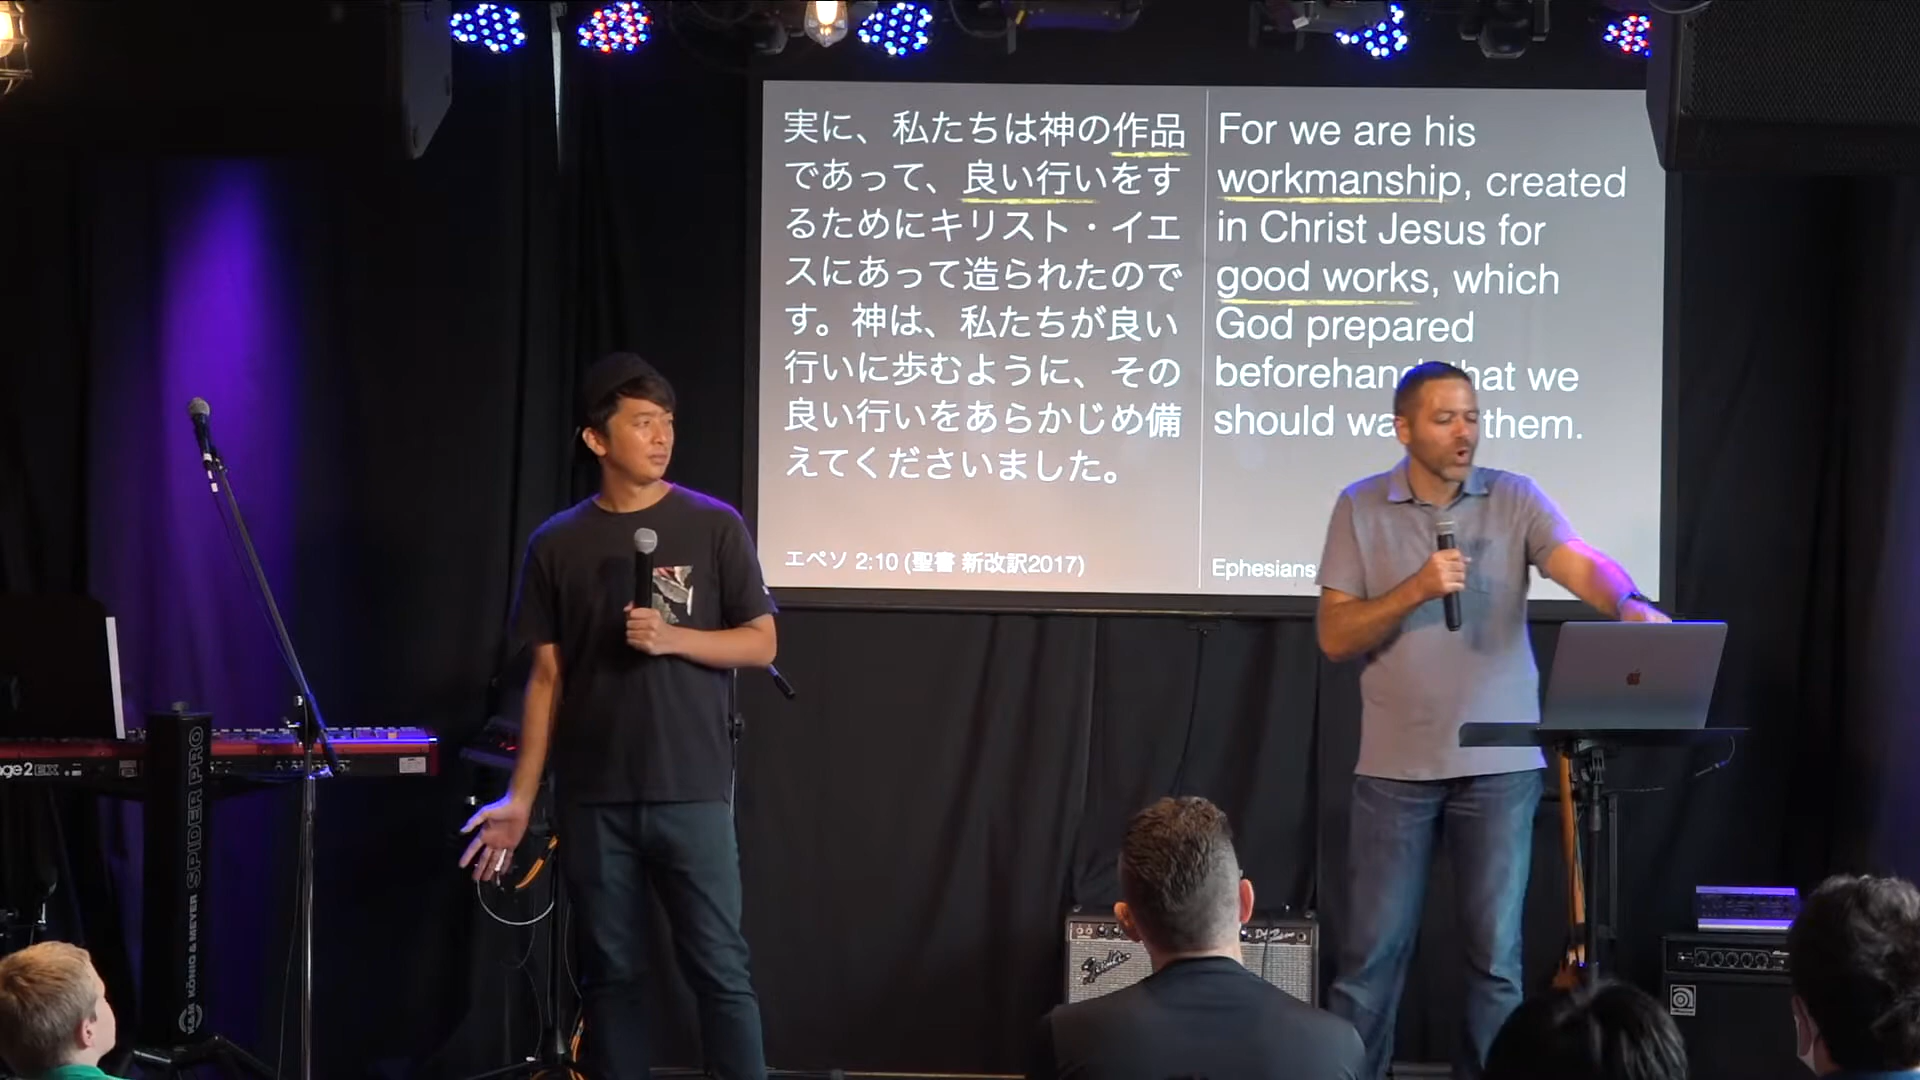 実に、私たちは神の作品
であって、良い行いをす
るためにキリスト・イエ
スにあって造られたので
す。神は、私たちが良い
行いに歩むように、その
良い行いをあらかじめ備
えてくださいました。
エペソ 2:10 (聖書 新改訳2017)
For we are his
workmanship, created
in Christ Jesus for
good works, which
God prepared
beforehand that we
should wa them.
Ephesians
age 2 EX
SPIDER PRO
K&M KÖNIG & MEYER
Fender